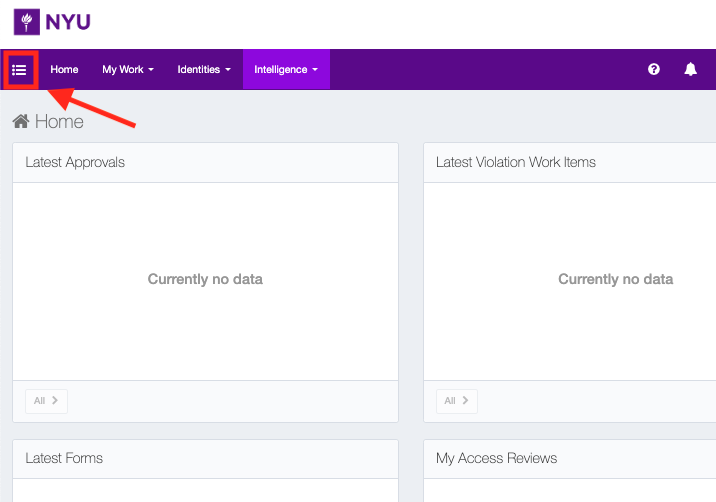 NYU
Home My Work Identities Intelligence
Home
Latest Approvals
Currently no data
All
Latest Violation Work Items
Currently no data
All
Latest Forms
My Access Reviews